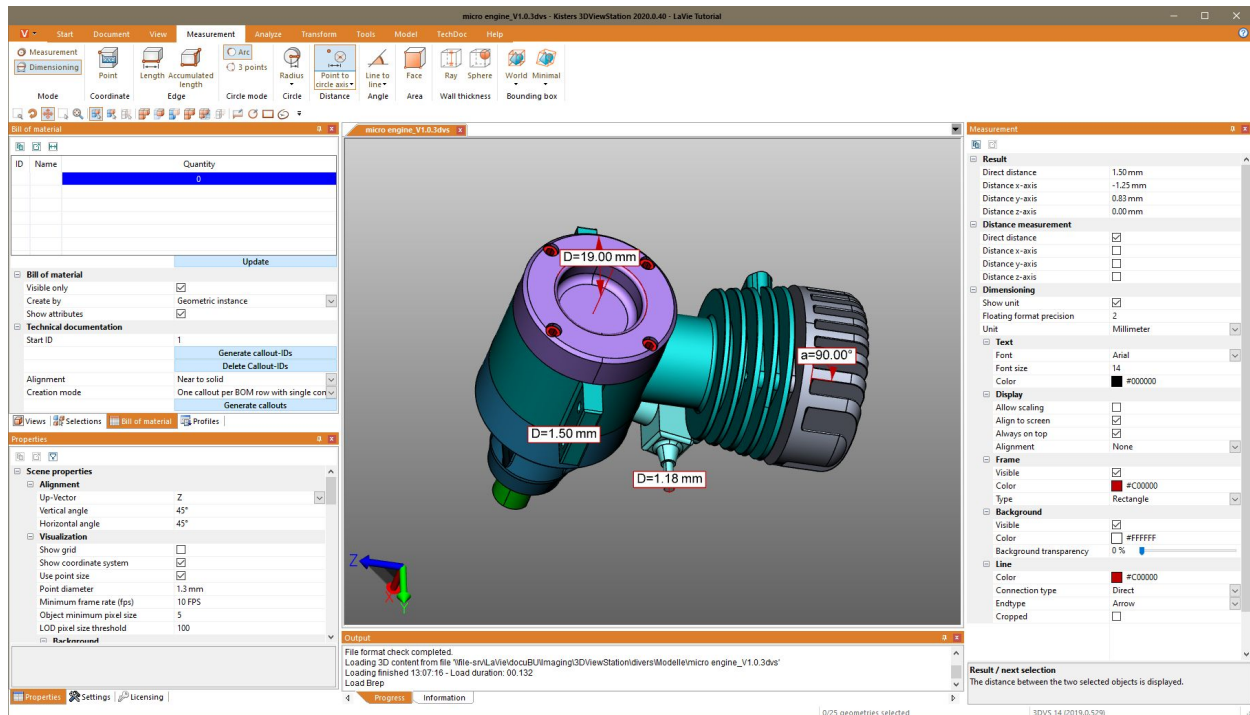 micro engine_V1.0.3dvs - Kisters 3DViewStation 2020.0.40 - LaVie Tutorial
V Start Document View Measurement Analyze Transform Tools Model TechDoc Help
Measurement
Dimensioning
Mode
Point
Coordinate
Length
Accumulated length
Edge
Arc
3 points
Circle mode
Radius
Circle
Point to circle axis
Distance
Line to line
Angle
Face
Area
Ray
Sphere
Wall thickness
World
Minimal
Bounding box
Bill of material
ID Name Quantity
0
Update
Bill of material
Visible only
Create by Geometric instance
Show attributes
Technical documentation
Start ID 1
Generate callout-IDs
Delete Callout-IDs
Alignment Near to solid
Creation mode One callout per BOM row with single con
Generate callouts
Views Selections Bill of material Profiles
Properties
Scene properties
Alignment
Up-Vector Z
Vertical angle 45°
Horizontal angle 45°
Visualization
Show grid
Show coordinate system
Use point size
Point diameter 1.3 mm
Minimum frame rate (fps) 10 FPS
Object minimum pixel size 5
LOD pixel size threshold 100
Background
Properties Settings Licensing
micro engine_V1.0.3dvs
D=19.00 mm
a=90.00°
D=1.50 mm
D=1.18 mm
Z
X
Y
Output
File format check completed.
Loading 3D content from file '\\file-srv\LaVie\docuBU\Imaging\3DViewStation\divers\Modelle\micro engine_V1.0.3dvs'
Loading finished 13:07:16 - Load duration: 00.132
Load Brep
Progress Information
Measurement
Result
Direct distance 1.50 mm
Distance x-axis -1.25 mm
Distance y-axis 0.83 mm
Distance z-axis 0.00 mm
Distance measurement
Direct distance
Distance x-axis
Distance y-axis
Distance z-axis
Dimensioning
Show unit
Floating format precision 2
Unit Millimeter
Text
Font Arial
Font size 14
Color #000000
Display
Allow scaling
Align to screen
Always on top
Alignment None
Frame
Visible
Color #C00000
Type Rectangle
Background
Visible
Color #FFFFFF
Background transparency 0 %
Line
Color #C00000
Connection type Direct
Endtype Arrow
Cropped
Result / next selection
The distance between the two selected objects is displayed.
0/25 geometries selected
3DVS 14 (2019.0.529)